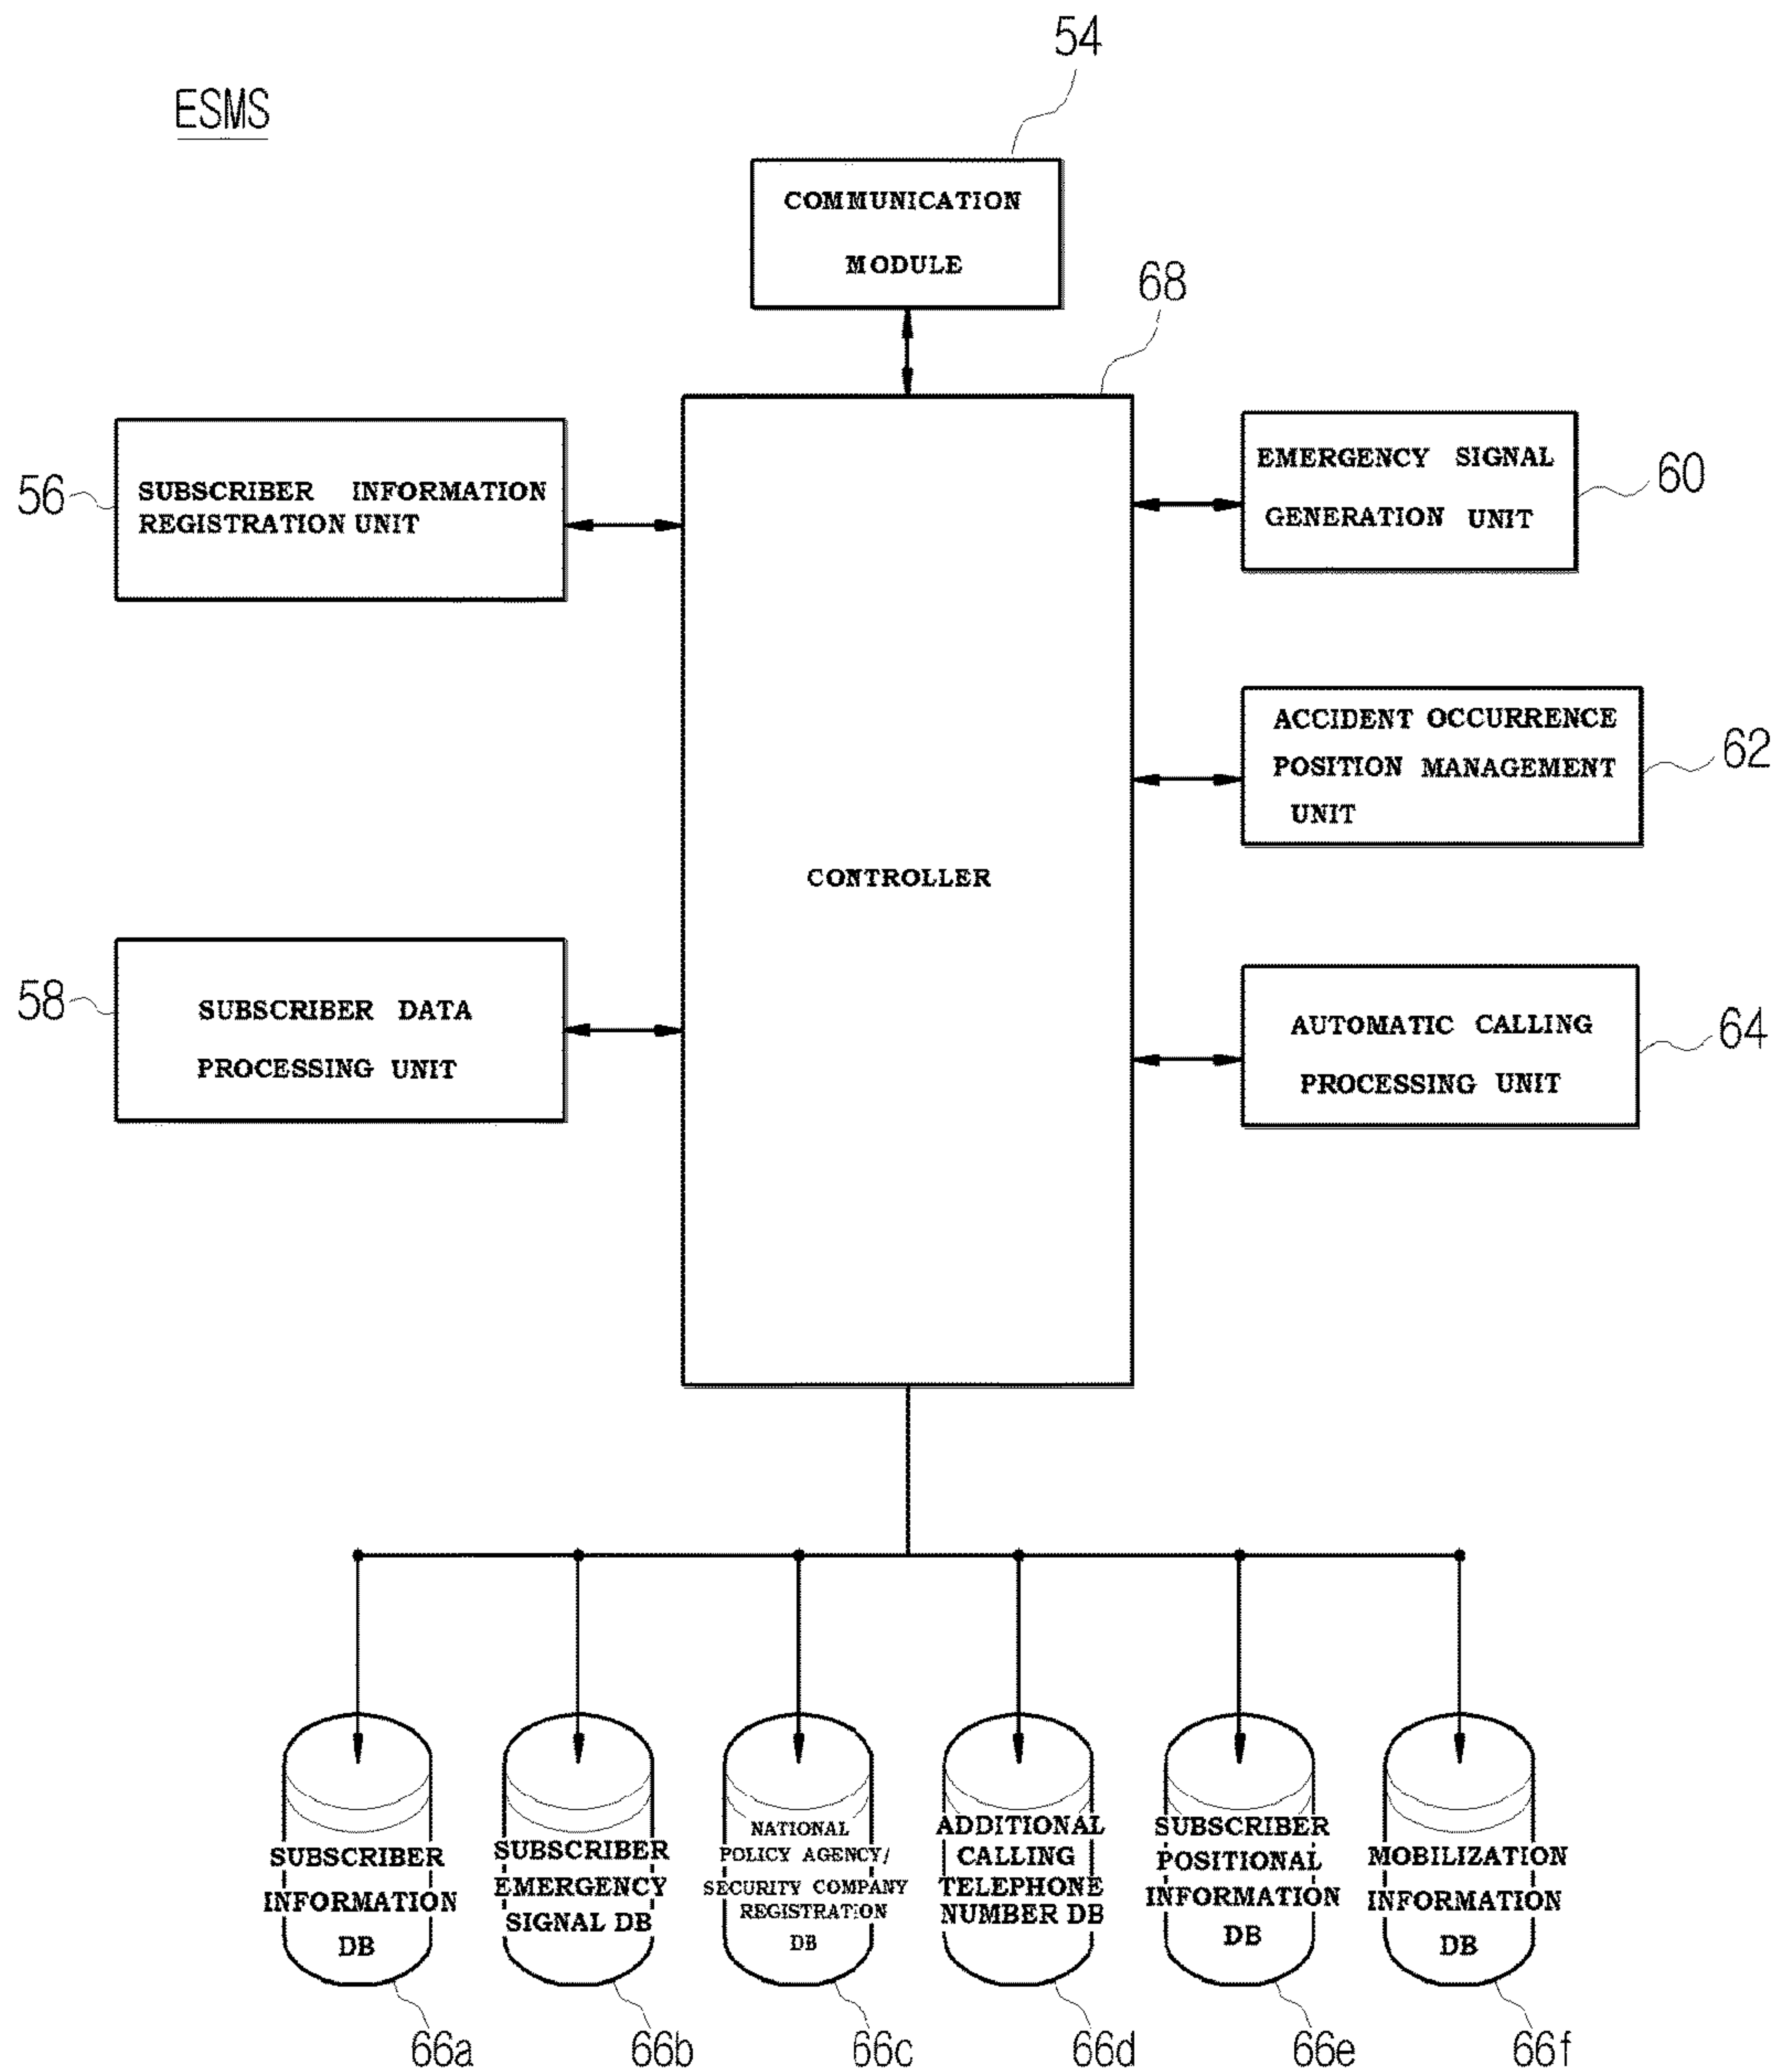 54
ESMS
COMMUNICATION
MODULE
68
56
SUBSCRIBER INFORMATION
REGISTRATION UNIT
EMERGENCY SIGNAL
GENERATION UNIT
60
ACCIDENT OCCURRENCE
POSITION MANAGEMENT
UNIT
62
CONTROLLER
58
SUBSCRIBER DATA
PROCESSING UNIT
AUTOMATIC CALLING
PROCESSING UNIT
64
SUBSCRIBER
INFORMATION
DB
SUBSCRIBER
EMERGENCY
SIGNAL DB
NATIONAL
POLICY AGENCY/
SECURITY COMPANY
REGISTRATION
DB
ADDITIONAL
CALLING
TELEPHONE
NUMBER DB
SUBSCRIBER
POSITIONAL
INFORMATION
DB
MOBILIZATION
INFORMATION
DB
66a
66b
66c
66d
66e
66f